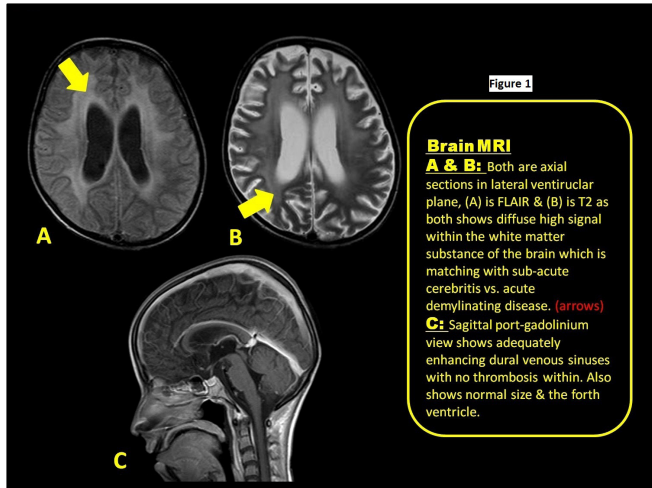 Figure 1
Brain MRI
A & B: Both are axial
sections in lateral ventiruclar
plane, (A) is FLAIR & (B) is T2 as
both shows diffuse high signal
within the white matter
substance of the brain which is
matching with sub-acute
cerebritis vs. acute
demylinating disease. (arrows)
C: Sagittal port-gadolinium
view shows adequately
enhancing dural venous sinuses
with no thrombosis within. Also
shows normal size & the forth
ventricle.
A
B
C